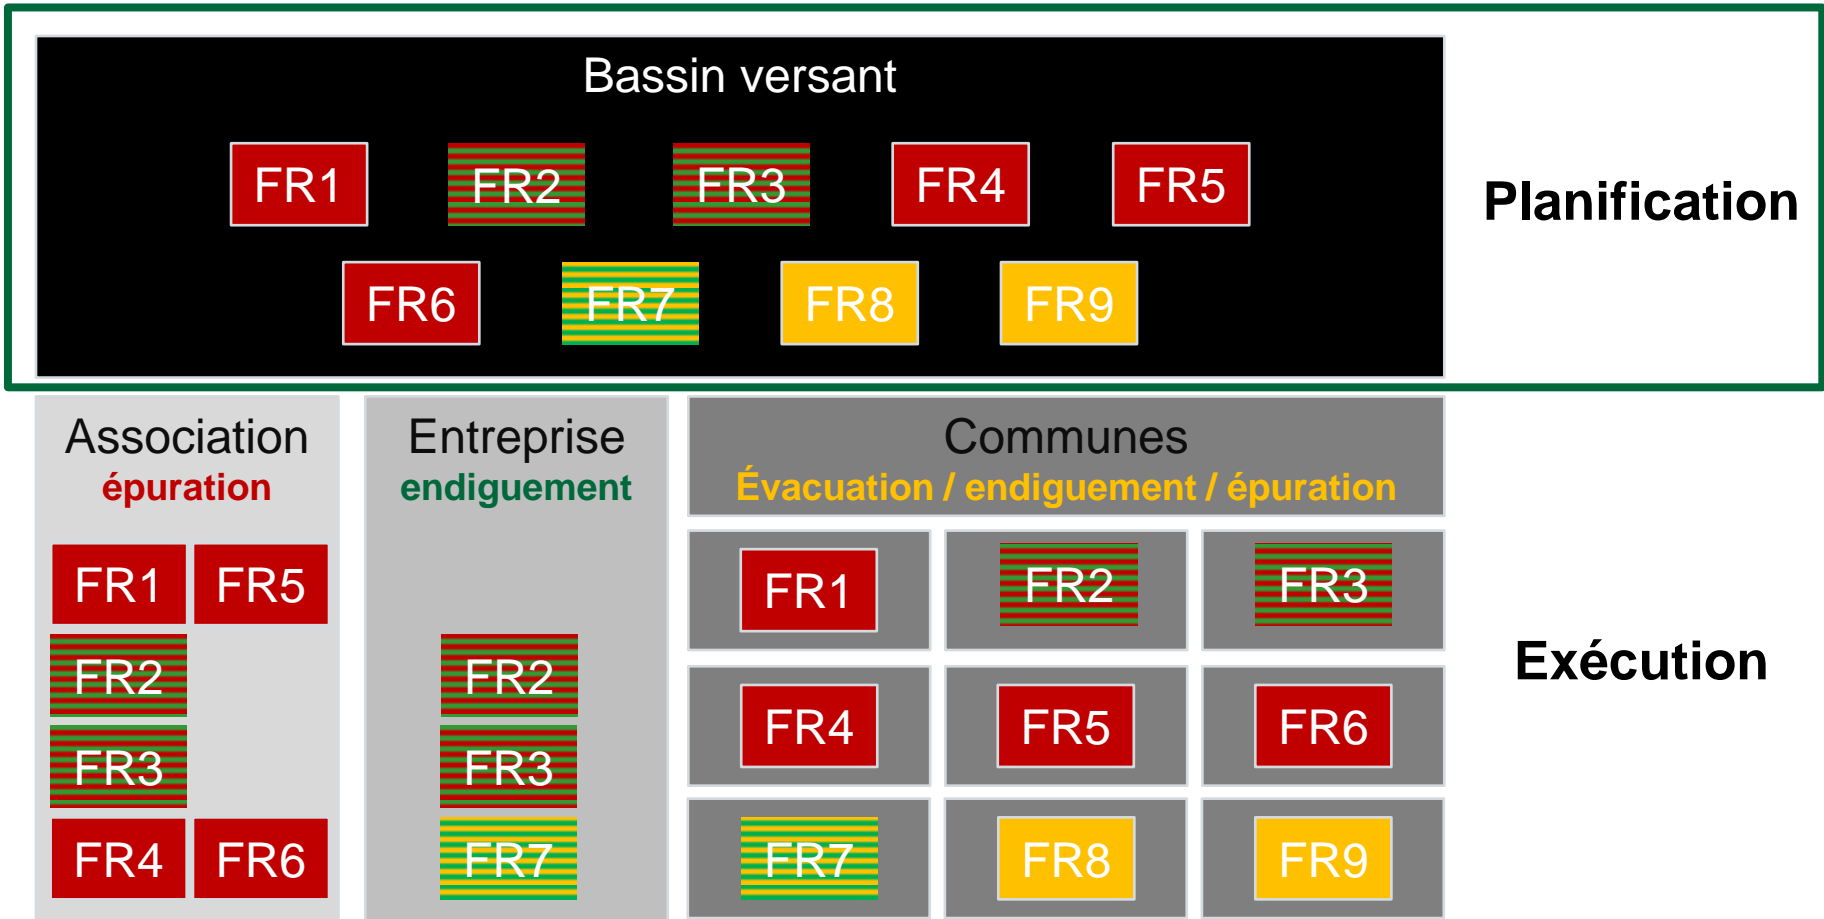 Bassin versant
FR1 FR2 FR3 FR4 FR5
FR6 FR7 FR8 FR9
Planification
Association
épuration
FR1 FR5
FR2
FR3
FR4 FR6
Entreprise
endiguement
FR2
FR3
FR7
Communes
Évacuation / endiguement / épuration
FR1 FR2 FR3
FR4 FR5 FR6
FR7 FR8 FR9
Exécution